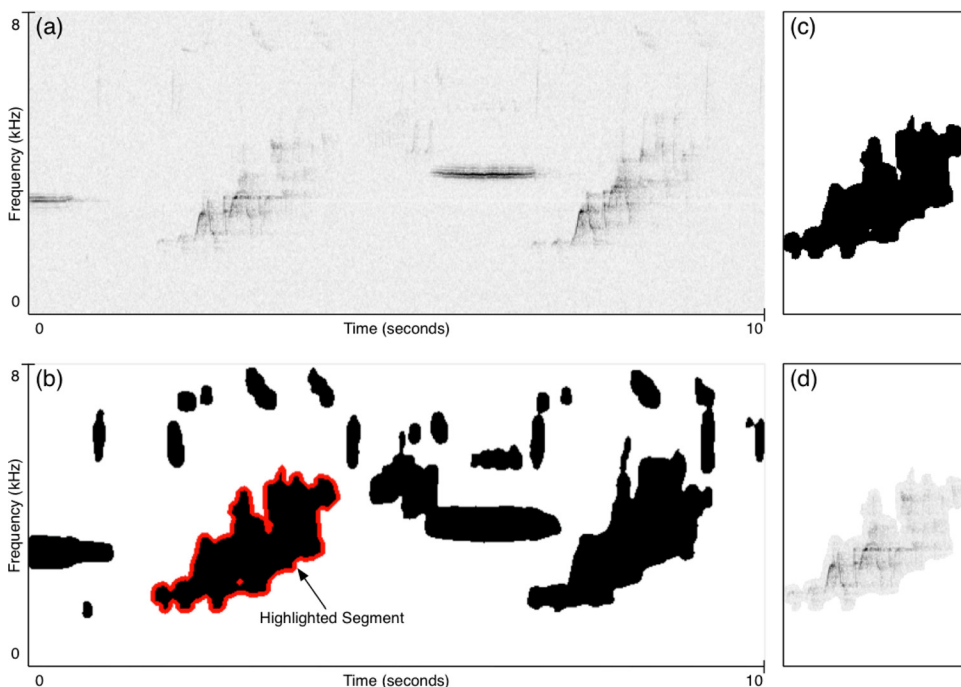 (a)
8
Frequency (kHz)
0
0
Time (seconds)
10
(c)
(b)
8
Frequency (kHz)
0
Highlighted Segment
0
Time (seconds)
10
(d)